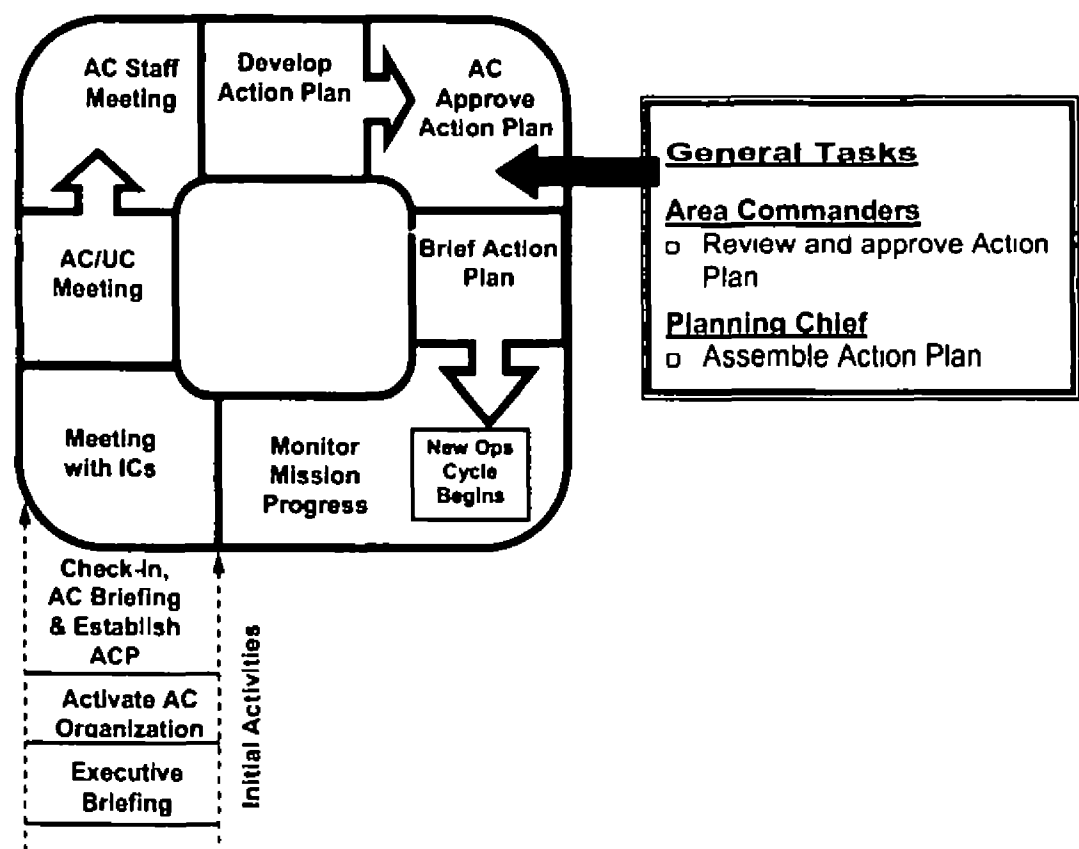 AC Staff
Meeting
Develop
Action Plan
AC
Approve
Action Plan
General Tasks
Area Commanders
Review and approve Action
Plan
Planning Chief
Assemble Action Plan
AC/UC
Meeting
Brief Action
Plan
Meeting
with ICs
Monitor
Mission
Progress
New Ops
Cycle
Begins
Check-In,
AC Briefing
& Establish
ACP
Activate AC
Organization
Executive
Briefing
Initial Activities